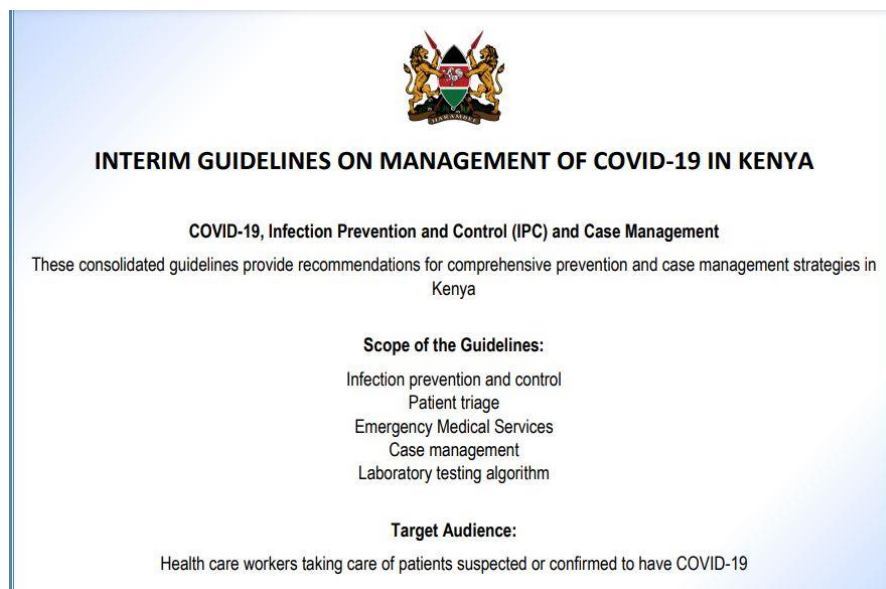 HARAMBEE
INTERIM GUIDELINES ON MANAGEMENT OF COVID-19 IN KENYA
COVID-19, Infection Prevention and Control (IPC) and Case Management
These consolidated guidelines provide recommendations for comprehensive prevention and case management strategies in
Kenya
Scope of the Guidelines:
Infection prevention and control
Patient triage
Emergency Medical Services
Case management
Laboratory testing algorithm
Target Audience:
Health care workers taking care of patients suspected or confirmed to have COVID-19